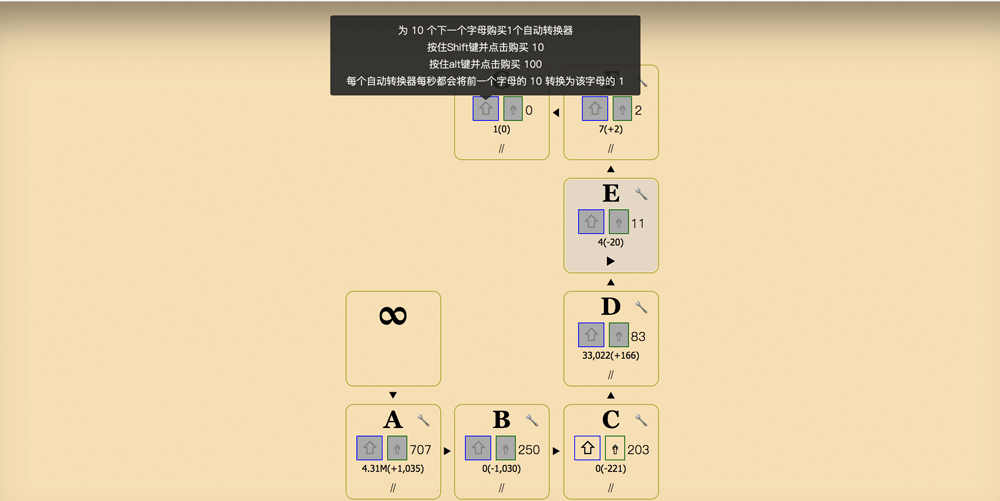 为 10 个下一个字母购买1个自动转换器
按住Shift键并点击购买 10
按住alt键并点击购买 100
每个自动转换器每秒都会将前一个字母的 10 转换为该字母的 1
0
1(0)
//
2
7(+2)
//
E
11
4(-20)
D
83
33,022(+166)
//
∞
A
707
4.31M(+1,035)
//
B
250
0(-1,030)
//
C
203
0(-221)
//